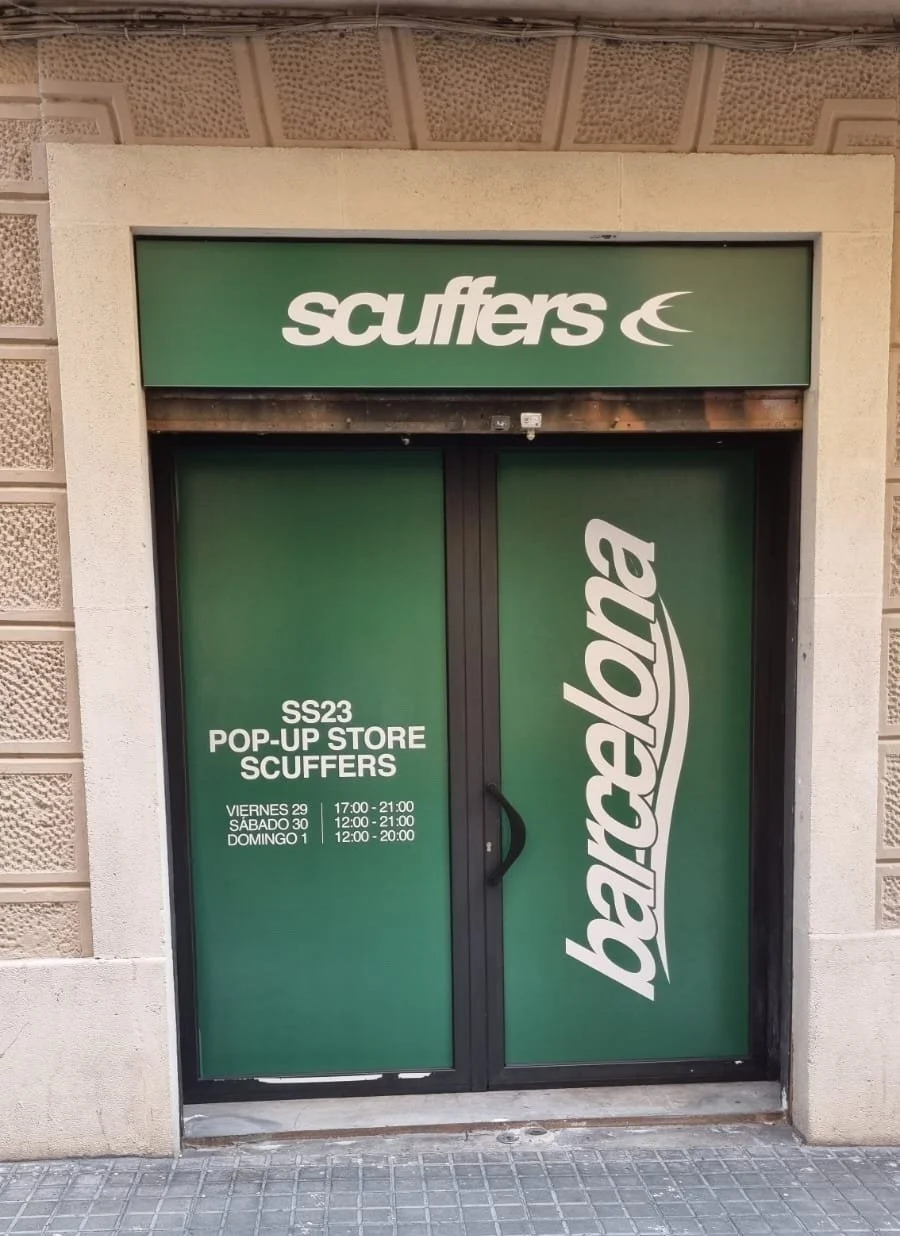 scuffers
SS23
POP-UP STORE
SCUFFERS
VIERNES 29 | 17:00 - 21:00
SÁBADO 30 | 12:00 - 21:00
DOMINGO 1 | 12:00 - 20:00
barcelona